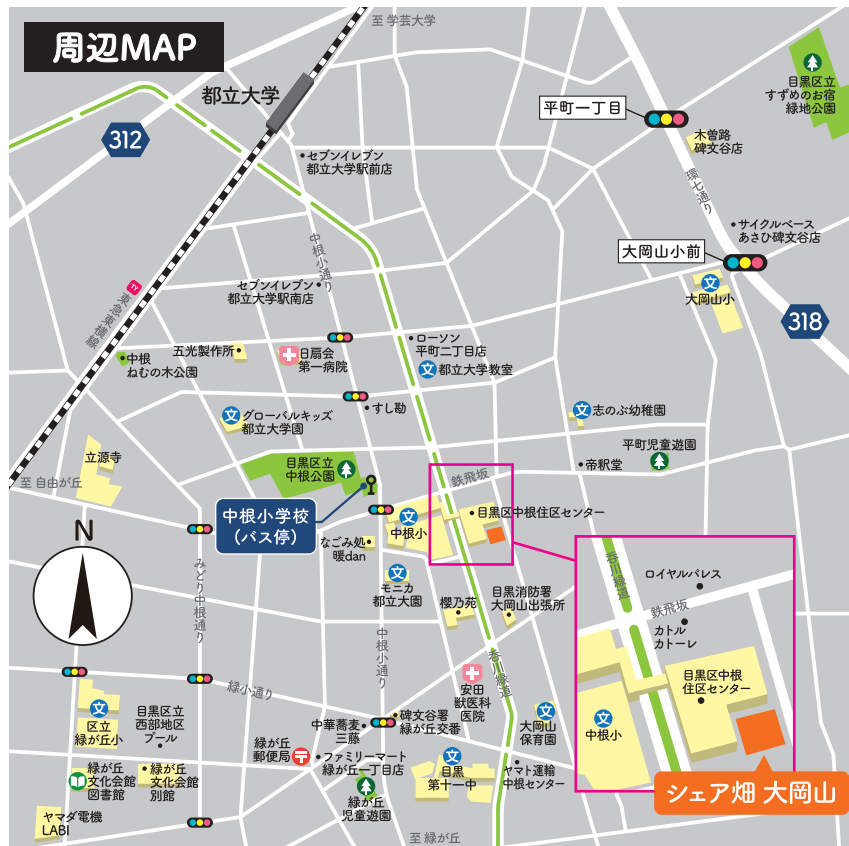 周辺MAP
至 学芸大学
都立大学
312
平町一丁目
目黒区立
すずめのお宿
緑地公園
木曽路
碑文谷店
セブンイレブン
都立大学駅前店
環七通り
サイクルベース
あさひ碑文谷店
大岡山小前
中根小通り
TY
東急東横線
セブンイレブン
都立大学駅南店
文
大岡山小
318
五光製作所
日扇会
第一病院
ローソン
平町二丁目店
中根
ねむの木公園
文
都立大学教室
文
グローバルキッズ
都立大学園
すし勘
文
志のぶ幼稚園
平町児童遊園
立源寺
目黒区立
中根公園
帝釈堂
至 自由が丘
鉄飛坂
中根小学校
(バス停)
文
中根小
目黒区中根住区センター
N
なごみ処
暖dan
みどり中根通り
文
モニカ
都立大園
櫻乃苑
目黒消防署
大岡山出張所
呑川緑道
ロイヤルパレス
鉄飛坂
カトル
カトーレ
目黒区中根
住区センター
文
中根小
シェア畑 大岡山
中根小通り
呑川緑道
緑小通り
安田
獣医科
医院
文
区立
緑が丘小
目黒区立
西部地区
プール
中華蕎麦
三藤
碑文谷署
緑が丘交番
文
大岡山
保育園
緑が丘
郵便局
ファミリーマート
緑が丘一丁目店
文
目黒
第十一中
ヤマト運輸
中根センター
緑が丘
文化会館
図書館
緑が丘
文化会館
別館
緑が丘
児童遊園
ヤマダ電機
LABI
至 緑が丘